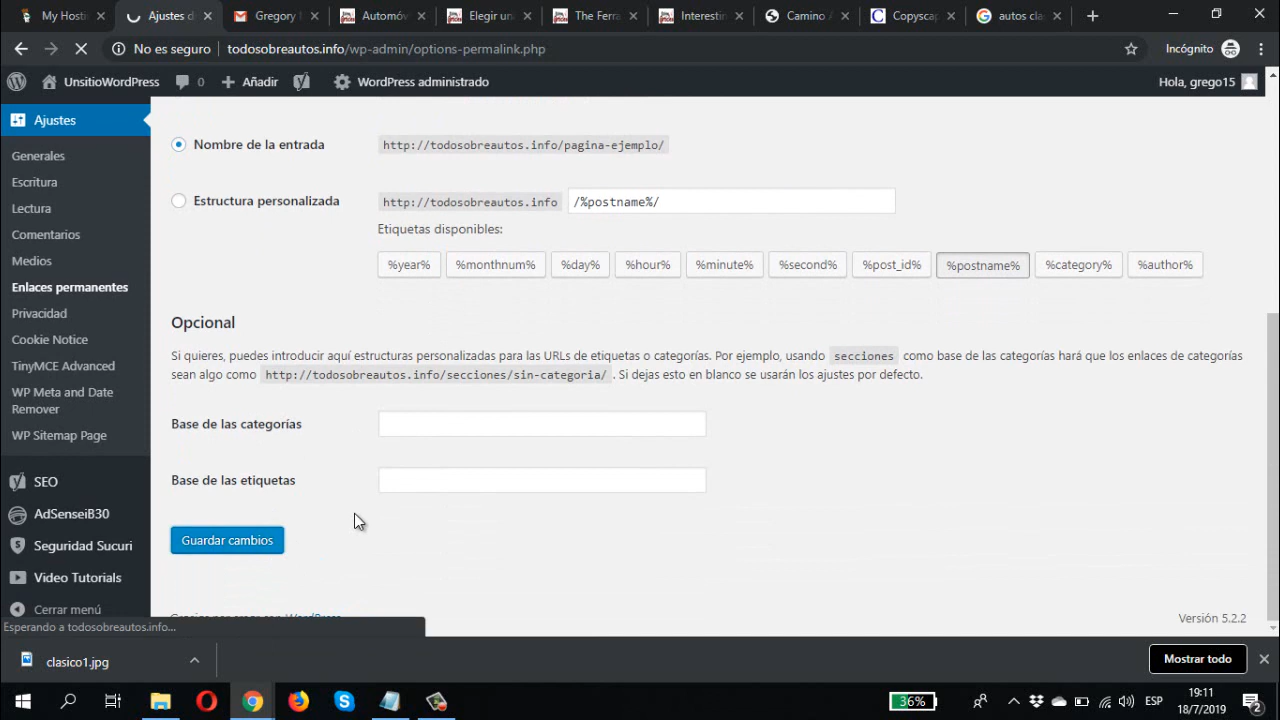 My Hostin
Ajustes d
Gregory M
Automóv
Elegir un
The Ferra
Interestin
Camino A
Copyscap
autos cla
No es seguro
todosobreautos.info/wp-admin/options-permalink.php
Incógnito
UnsitioWordPress
0
Añadir
WordPress administrado
Hola, grego15
Ajustes
Generales
Escritura
Lectura
Comentarios
Medios
Enlaces permanentes
Privacidad
Cookie Notice
TinyMCE Advanced
WP Meta and Date
Remover
WP Sitemap Page
SEO
AdSenseiB30
Seguridad Sucuri
Video Tutorials
Cerrar menú
Nombre de la entrada
http://todosobreautos.info/pagina-ejemplo/
Estructura personalizada
http://todosobreautos.info
/%postname%/
Etiquetas disponibles:
%year%
%monthnum%
%day%
%hour%
%minute%
%second%
%post_id%
%postname%
%category%
%author%
Opcional
Si quieres, puedes introducir aquí estructuras personalizadas para las URLs de etiquetas o categorías. Por ejemplo, usando secciones como base de las categorías hará que los enlaces de categorías
sean algo como http://todosobreautos.info/secciones/sin-categoria/ . Si dejas esto en blanco se usarán los ajustes por defecto.
Base de las categorías
Base de las etiquetas
Guardar cambios
Versión 5.2.2
Esperando a todosobreautos.info...
clasico1.jpg
Mostrar todo
36%
ESP
19:11
18/7/2019
2